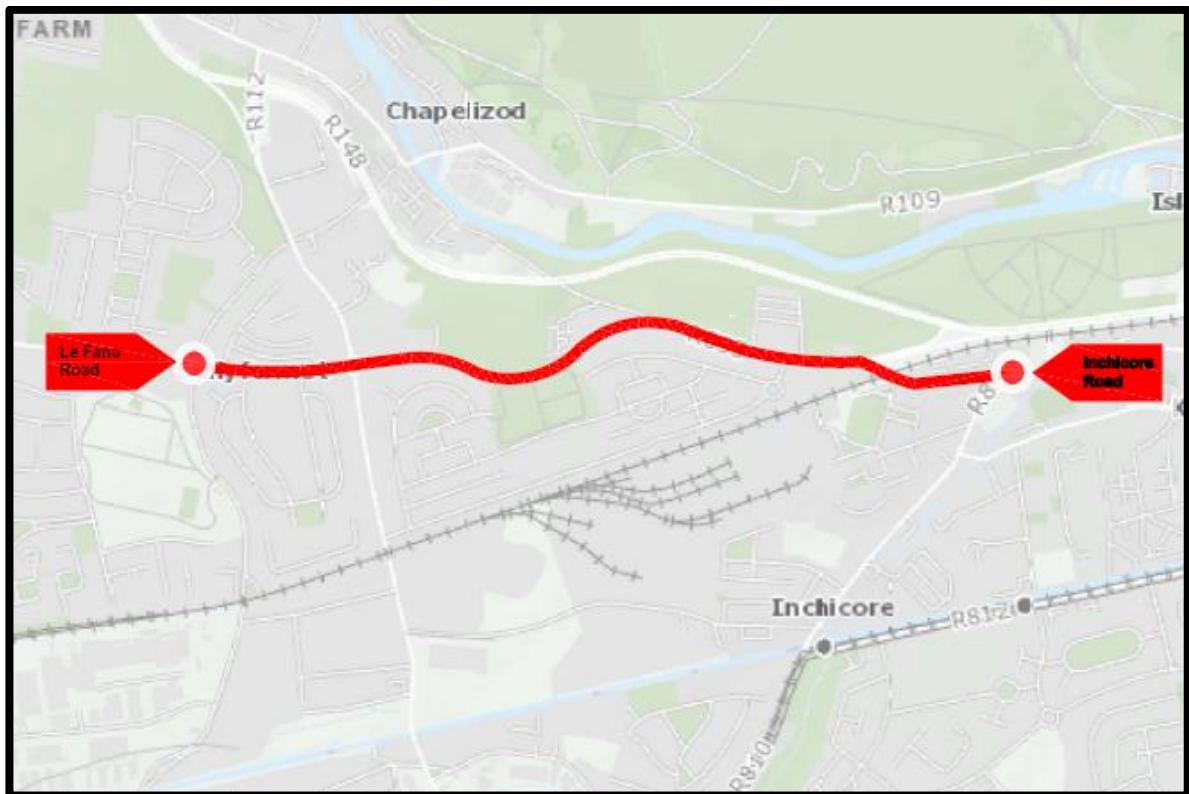 FARM
R112
R148
Chapelizod
R109
Isl
Le Fanu
Road
Inchicore
Road
Inchicore
R812
R810